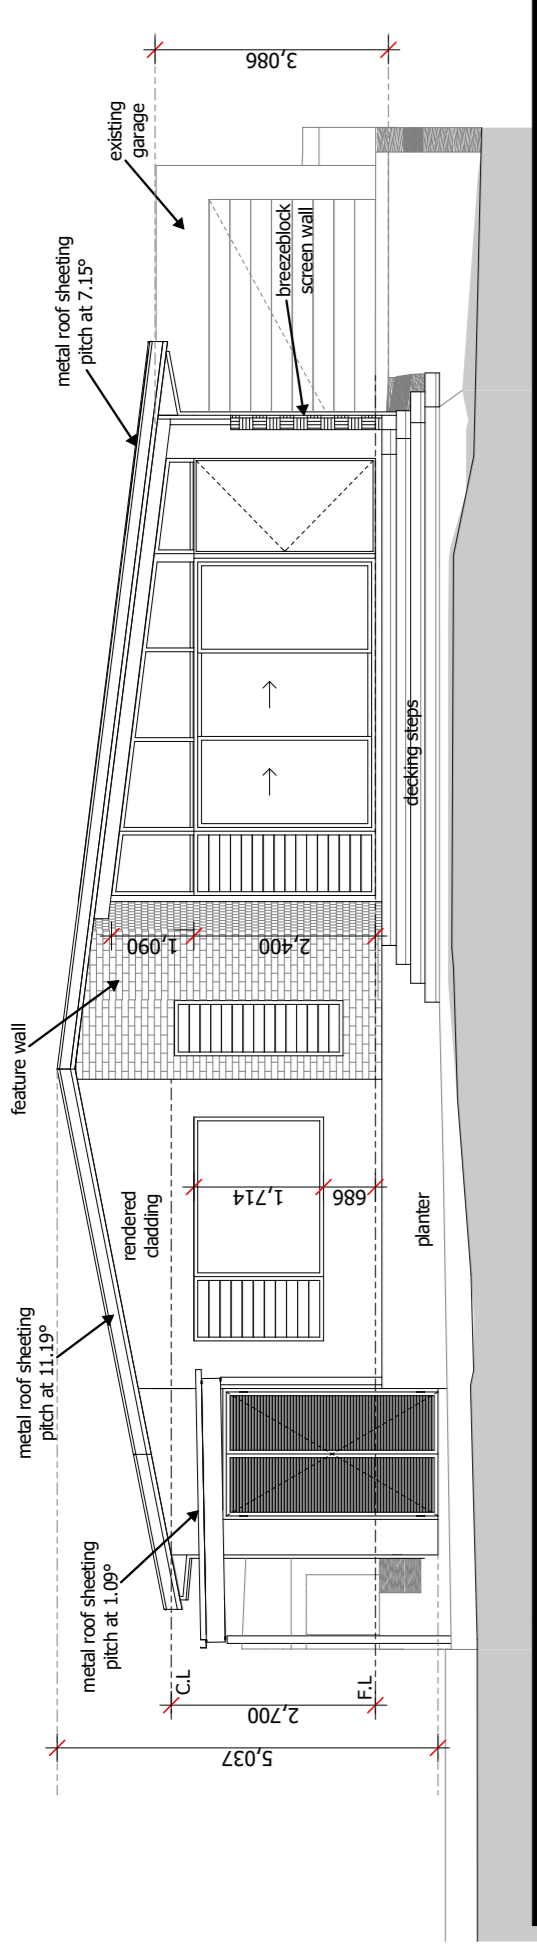 metal roof sheeting
pitch at 1.09°
metal roof sheeting
pitch at 11.19°
feature wall
metal roof sheeting
pitch at 7.15°
existing
garage
breezeblock
screen wall
rendered
cladding
planter
decking steps
C.L
F.L
5,037
2,700
1,714
686
1,090
2,400
3,086